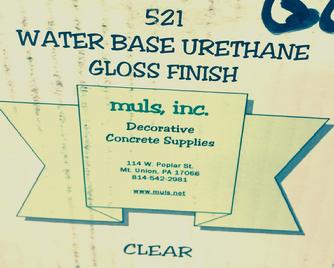 521
WATER BASE URETHANE
GLOSS FINISH
muls, inc.
Decorative
Concrete Supplies
114 W. Poplar St.
Mt. Union, PA 17066
814-542-2981
www.muls.net
CLEAR